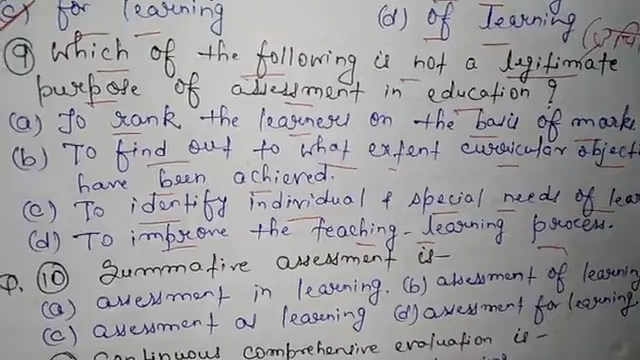 (c) for learning (d) of learning
(9) Which of the following is not a legitimate
purpose of assessment in education?
(a) To rank the learners on the basis of marks
(b) To find out to what extent curricular objecti
have been achieved.
(c) To identify individual & special needs of lear
(d) To improve the teaching-learning process.
(10) Summative assessment is-
(a) assessment in learning. (b) assessment of learning
(c) assessment as learning (d) assessment for learning.
Continuous comprehensive evaluation is-